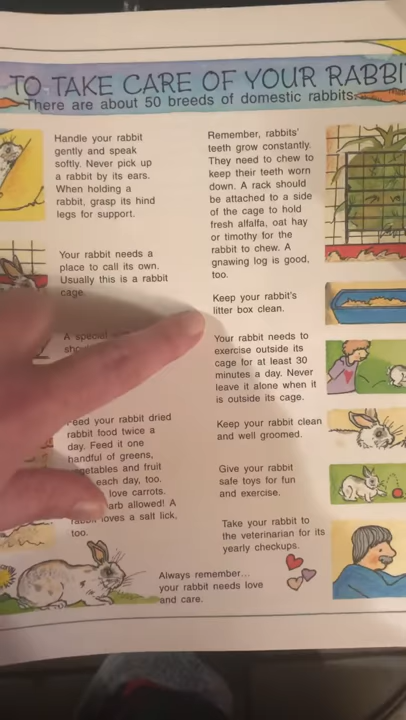 TO TAKE CARE OF YOUR RABBI
There are about 50 breeds of domestic rabbits.
Handle your rabbit
gently and speak
softly. Never pick up
a rabbit by its ears.
When holding a
rabbit, grasp its hind
legs for support.
Your rabbit needs a
place to call its own.
Usually this is a rabbit
cage.
A special
Feed your rabbit dried
rabbit food twice a
day. Feed it one
handful of greens,
vegetables and fruit
each day, too.
love carrots.
allowed! A
rabbit loves a salt lick,
too.
Remember, rabbits'
teeth grow constantly.
They need to chew to
keep their teeth worn
down. A rack should
be attached to a side
of the cage to hold
fresh alfalfa, oat hay
or timothy for the
rabbit to chew. A
gnawing log is good,
too.
Keep your rabbit's
litter box clean.
Your rabbit needs to
exercise outside its
cage for at least 30
minutes a day. Never
leave it alone when it
is outside its cage.
Keep your rabbit clean
and well groomed.
Give your rabbit
safe toys for fun
and exercise.
Take your rabbit to
the veterinarian for its
yearly checkups.
Always remember...
your rabbit needs love
and care.